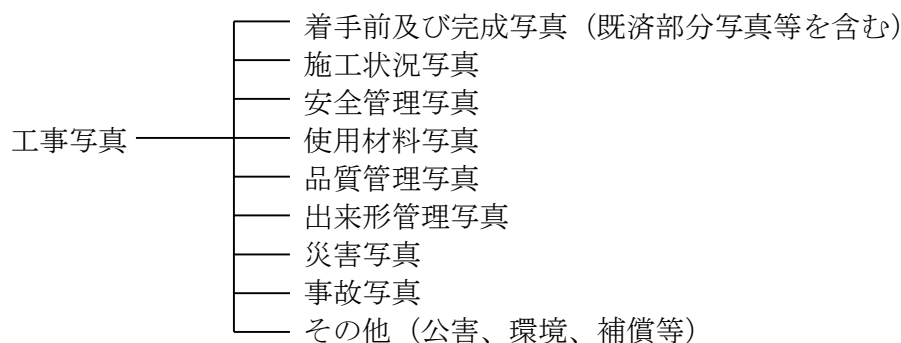 着手前及び完成写真（既済部分写真等を含む）
施工状況写真
安全管理写真
工事写真 使用材料写真
品質管理写真
出来形管理写真
災害写真
事故写真
その他（公害、環境、補償等）